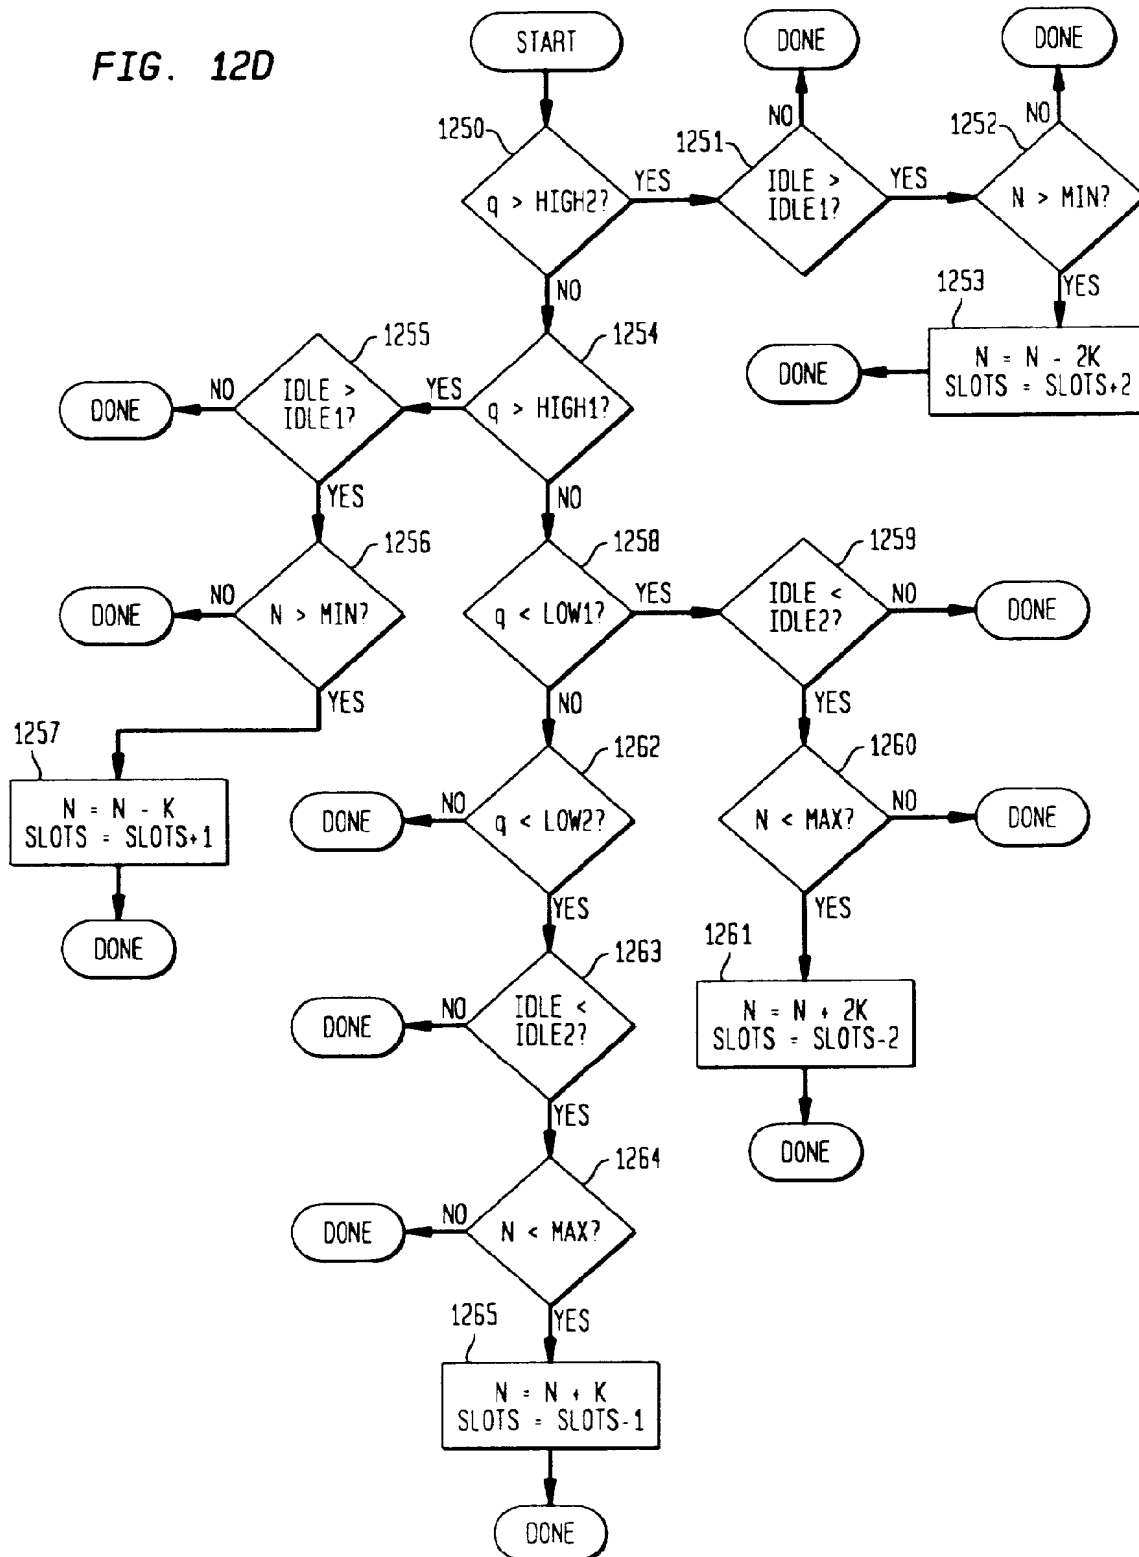 FIG. 12D
START
DONE
DONE
1250
q > HIGH2?
YES
1251
NO
IDLE >
IDLE1?
YES
1252
NO
N > MIN?
NO
YES
1253
N = N - 2K
SLOTS = SLOTS+2
DONE
1254
q > HIGH1?
YES
1255
IDLE >
IDLE1?
NO
DONE
YES
NO
1256
N > MIN?
NO
DONE
YES
1257
N = N - K
SLOTS = SLOTS+1
DONE
1258
q < LOW1?
YES
1259
IDLE <
IDLE2?
NO
DONE
NO
YES
1260
N < MAX?
NO
DONE
YES
1261
N = N + 2K
SLOTS = SLOTS-2
DONE
1262
q < LOW2?
NO
DONE
YES
1263
IDLE <
IDLE2?
NO
DONE
YES
1264
N < MAX?
NO
DONE
YES
1265
N = N + K
SLOTS = SLOTS-1
DONE